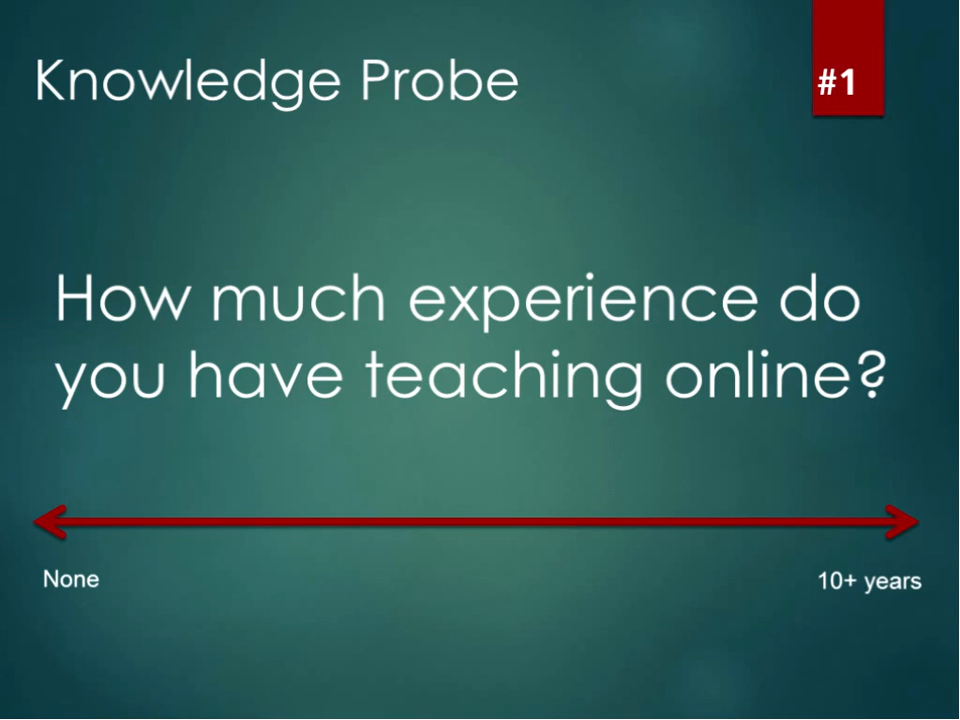 Knowledge Probe
#1
How much experience do
you have teaching online?
None
10+ years